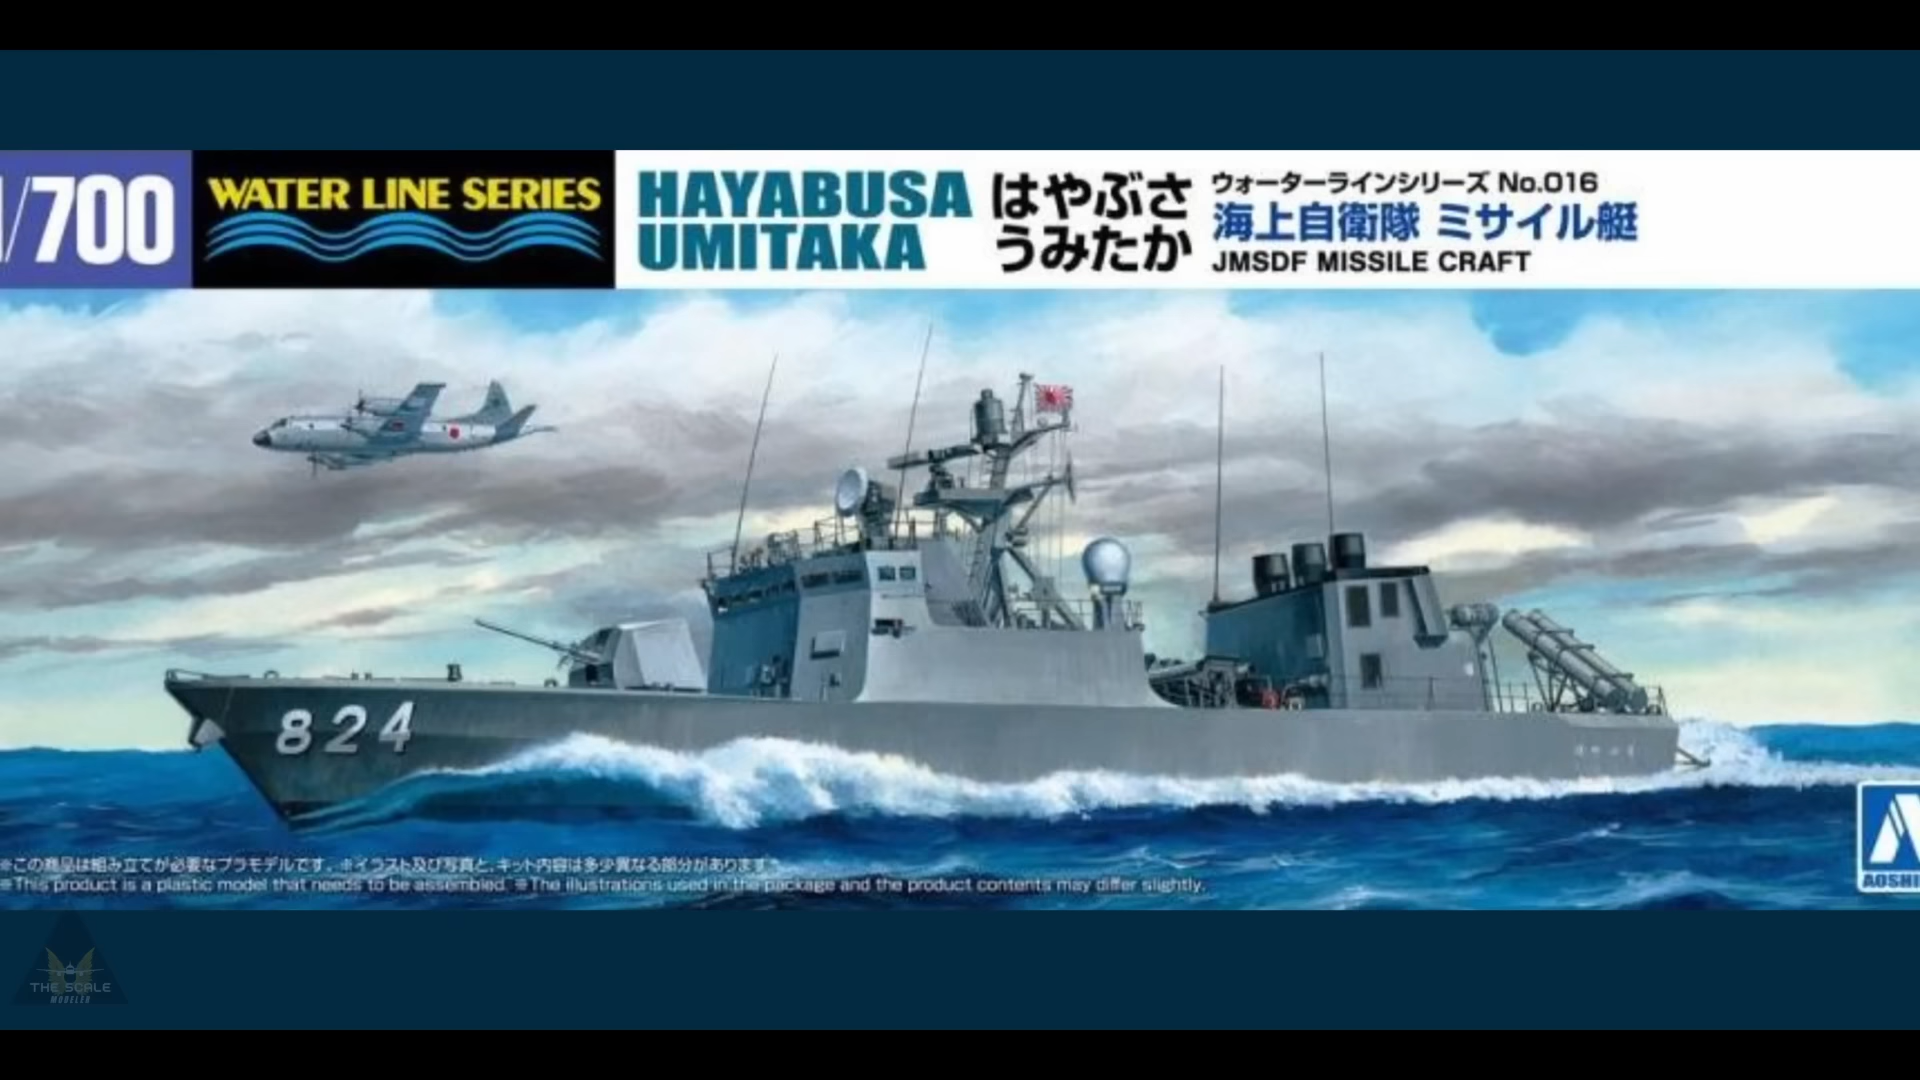 1/700
WATER LINE SERIES
HAYABUSA
UMITAKA
はやぶさ
うみたか
ウォーターラインシリーズ No.016
海上自衛隊 ミサイル艇
JMSDF MISSILE CRAFT
824
※この商品は組み立てが必要なプラモデルです。※イラスト及び写真と、キット内容は多少異なる部分があります。
※This product is a plastic model that needs to be assembled. ※The illustrations used in the package and the product contents may differ slightly.
AOSHI
THE SCALE
MODELER